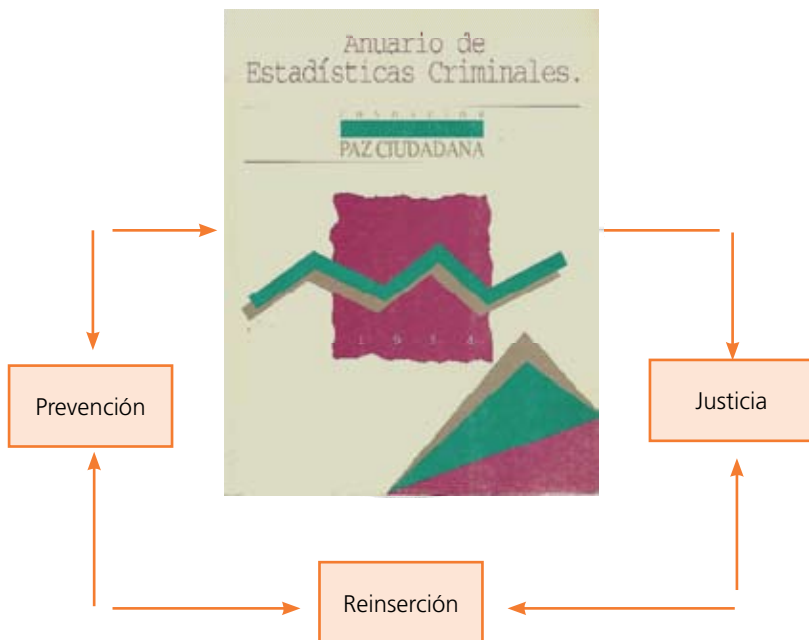 Anuario de
Estadísticas Criminales.
PAZ CIUDADANA
Prevención
Justicia
Reinserción